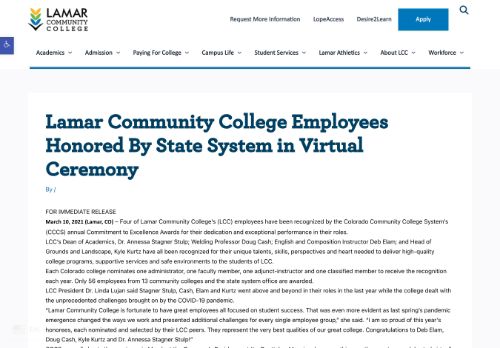 LAMAR
COMMUNITY
COLLEGE
Request More Information LopeAccess Desire2Learn Apply
Academics Admission Paying For College Campus Life Student Services Lamar Athletics About LCC Workforce
Lamar Community College Employees
Honored By State System in Virtual
Ceremony
By /
FOR IMMEDIATE RELEASE
March 10, 2021 (Lamar, CO) – Four of Lamar Community College's (LCC) employees have been recognized by the Colorado Community College System's
(CCCS) annual Commitment to Excellence Awards for their dedication and exceptional performance in their roles.
LCC's Dean of Academics, Dr. Annessa Stagner Stulp; Welding Professor Doug Cash; English and Composition Instructor Deb Elam; and Head of
Grounds and Landscape, Kyle Kurtz have all been recognized for their unique talents, skills, perspectives and heart needed to deliver high-quality
college programs, supportive services and safe environments to the students of LCC.
Each Colorado college nominates one administrator, one faculty member, one adjunct-instructor and one classified member to receive the recognition
each year. Only 56 employees from 13 community colleges and the state system office are awarded.
LCC President Dr. Linda Lujan said Stagner Stulp, Cash, Elam and Kurtz went above and beyond in their roles in the last year while the college dealt with
the unprecedented challenges brought on by the COVID-19 pandemic.
"Lamar Community College is fortunate to have great employees all focused on student success. That was even more evident as last spring's pandemic
emergence changed the ways we work and presented additional challenges for every single employee group," she said. "I am so proud of this year's
honorees, each nominated and selected by their LCC peers. They represent the very best qualities of our great college. Congratulations to Deb Elam,
Doug Cash, Kyle Kurtz and Dr. Annessa Stagner Stulp!"